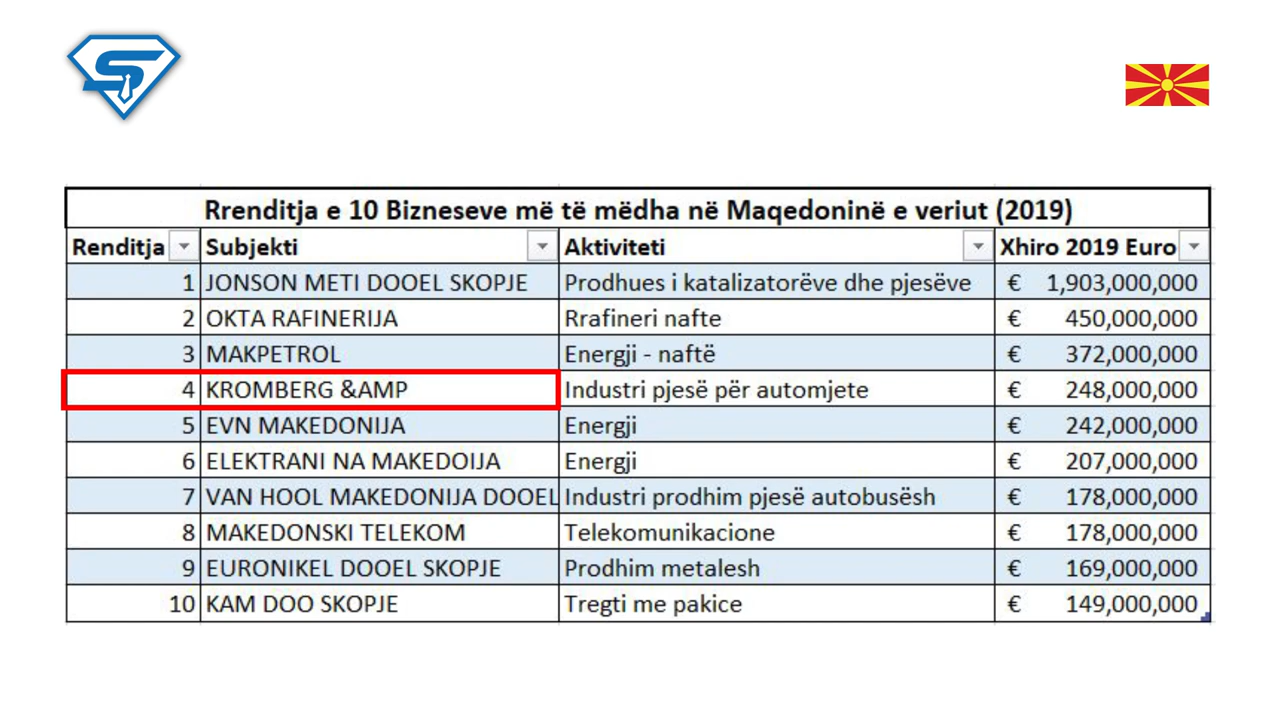 Rrenditja e 10 Bizneseve më të mëdha në Maqedoninë e veriut (2019)
Renditja Subjekti Aktiviteti Xhiro 2019 Euro
1 JONSON METI DOOEL SKOPJE Prodhues i katalizatorëve dhe pjesëve € 1,903,000,000
2 OKTA RAFINERIJA Rrafineri nafte € 450,000,000
3 MAKPETROL Energji - naftë € 372,000,000
4 KROMBERG &AMP Industri pjesë për automjete € 248,000,000
5 EVN MAKEDONIJA Energji € 242,000,000
6 ELEKTRANI NA MAKEDOIJA Energji € 207,000,000
7 VAN HOOL MAKEDONIJA DOOEL Industri prodhim pjesë autobusësh € 178,000,000
8 MAKEDONSKI TELEKOM Telekomunikacione € 178,000,000
9 EURONIKEL DOOEL SKOPJE Prodhim metalesh € 169,000,000
10 KAM DOO SKOPJE Tregti me pakice € 149,000,000